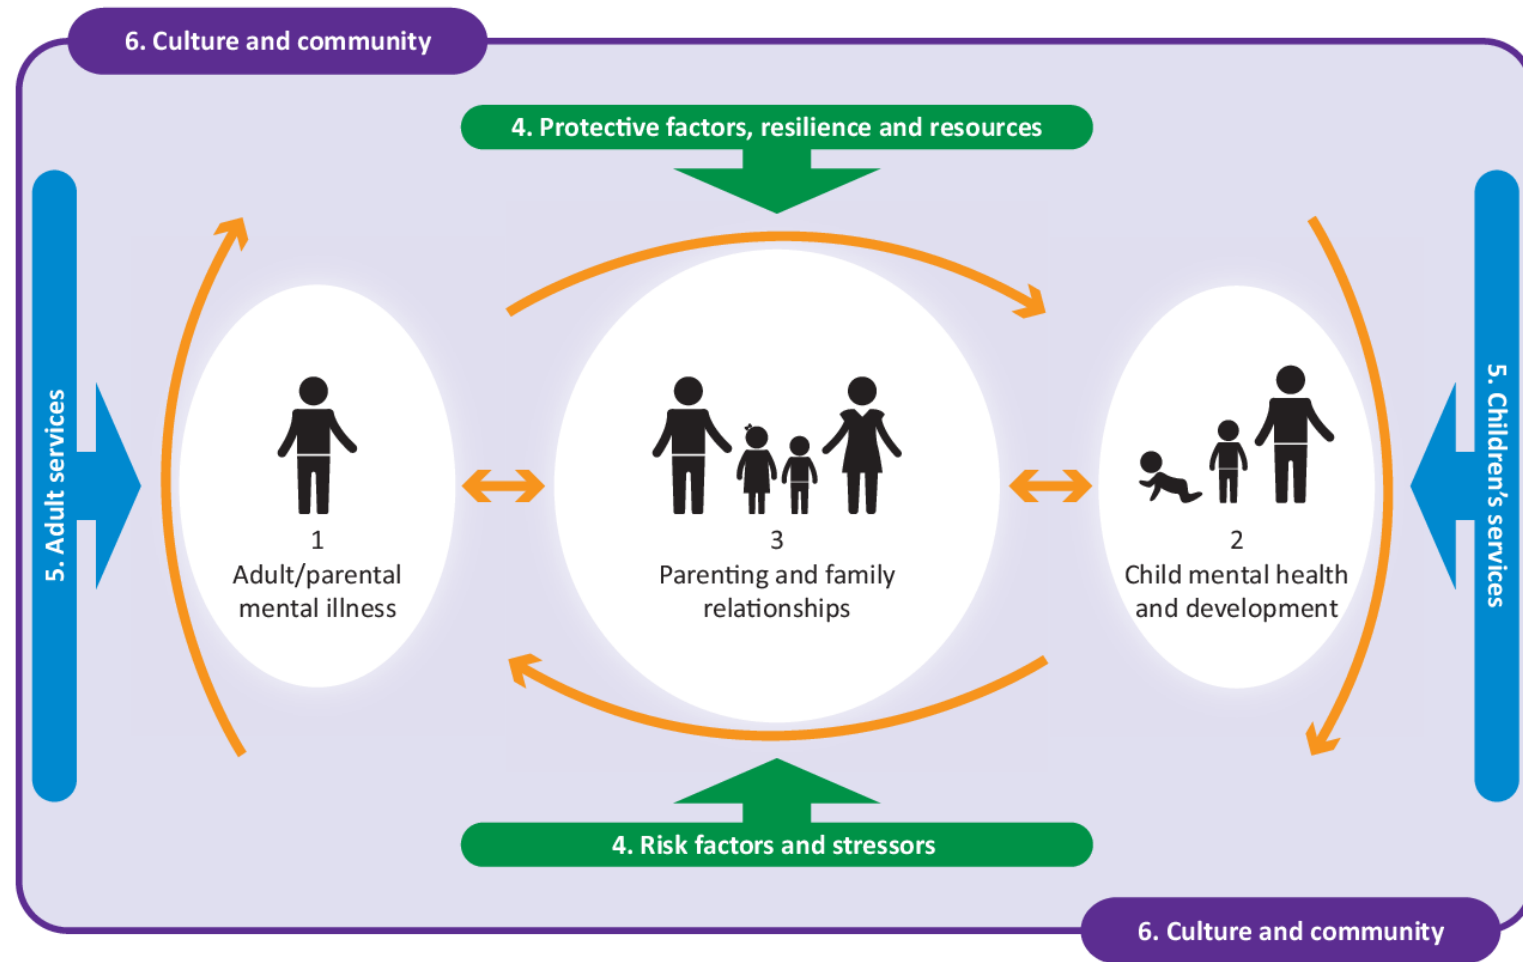 6. Culture and community
4. Protective factors, resilience and resources
5. Adult services
5. Children's services
1
Adult/parental
mental illness
3
Parenting and family
relationships
2
Child mental health
and development
4. Risk factors and stressors
6. Culture and community